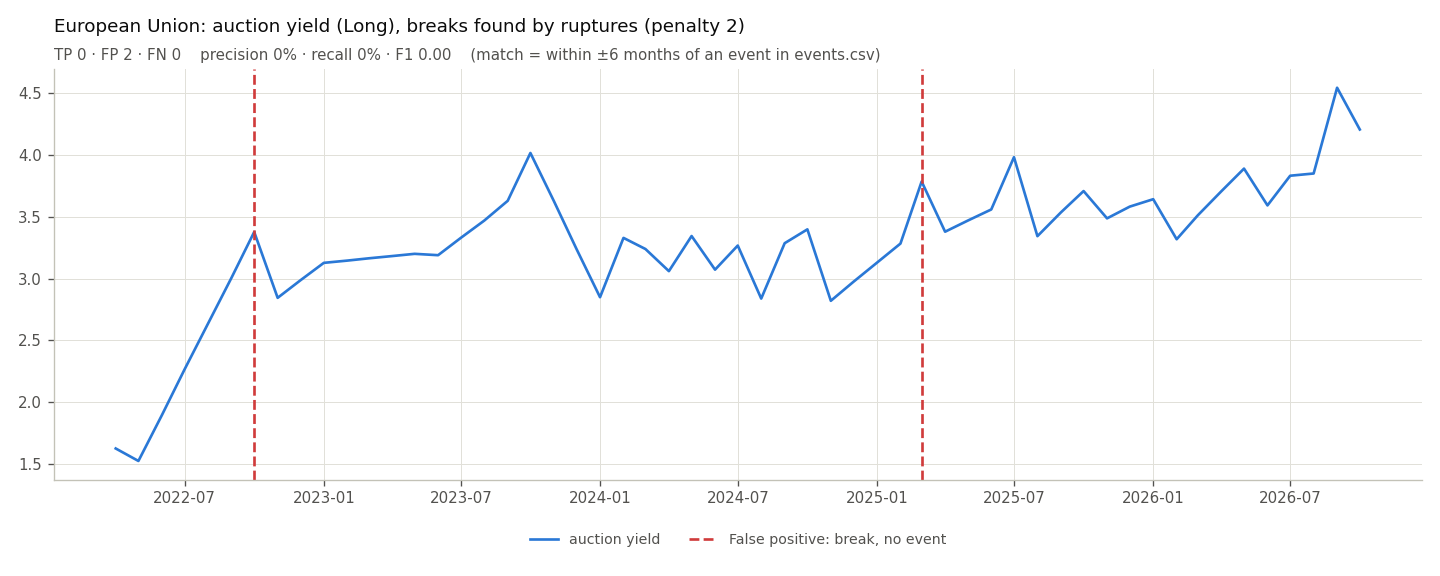 European Union: auction yield (Long), breaks found by ruptures (penalty 2)
TP 0 · FP 2 · FN 0    precision 0% · recall 0% · F1 0.00    (match = within ±6 months of an event in events.csv)
4.5
4.0
3.5
3.0
2.5
2.0
1.5
2022-07 2023-01 2023-07 2024-01 2024-07 2025-01 2025-07 2026-01 2026-07
auction yield    False positive: break, no event